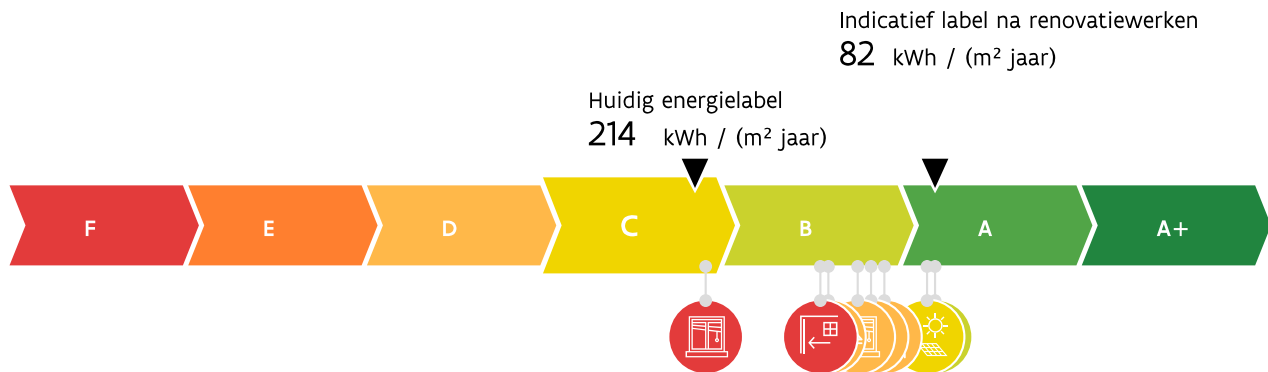 Indicatief label na renovatiewerken
82 kWh / (m² jaar)
Huidig energielabel
214 kWh / (m² jaar)
F E D C B A A+